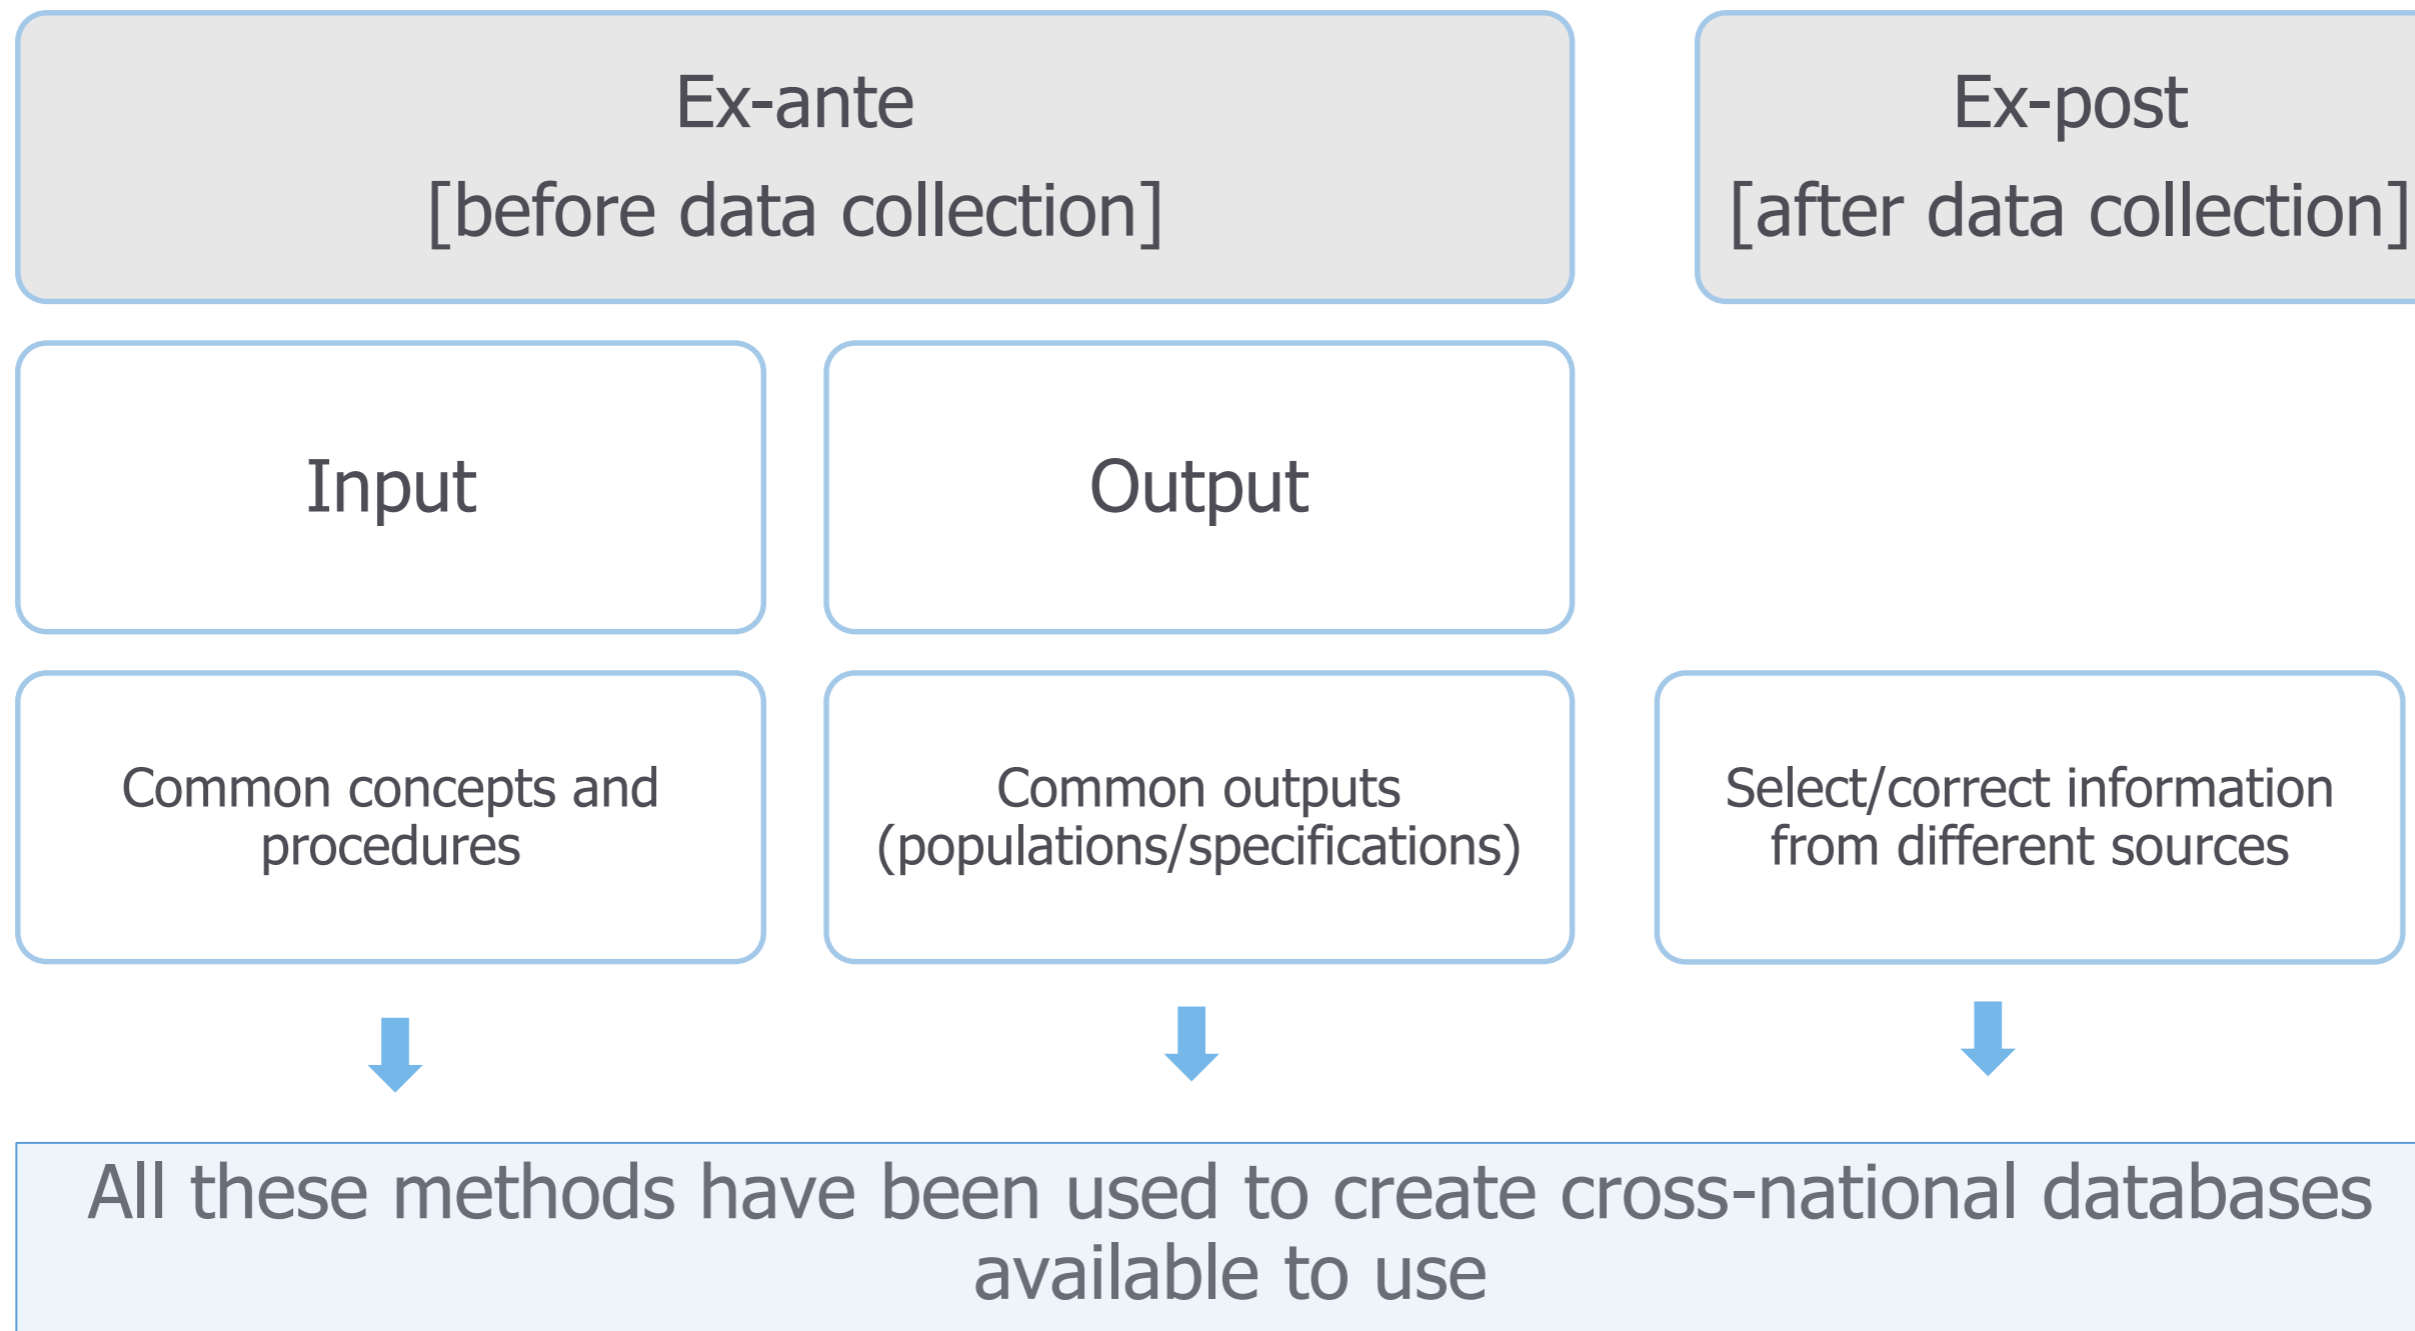 Ex-ante
[before data collection]
Ex-post
[after data collection]
Input
Output
Common concepts and
procedures
Common outputs
(populations/specifications)
Select/correct information
from different sources
All these methods have been used to create cross-national databases
available to use